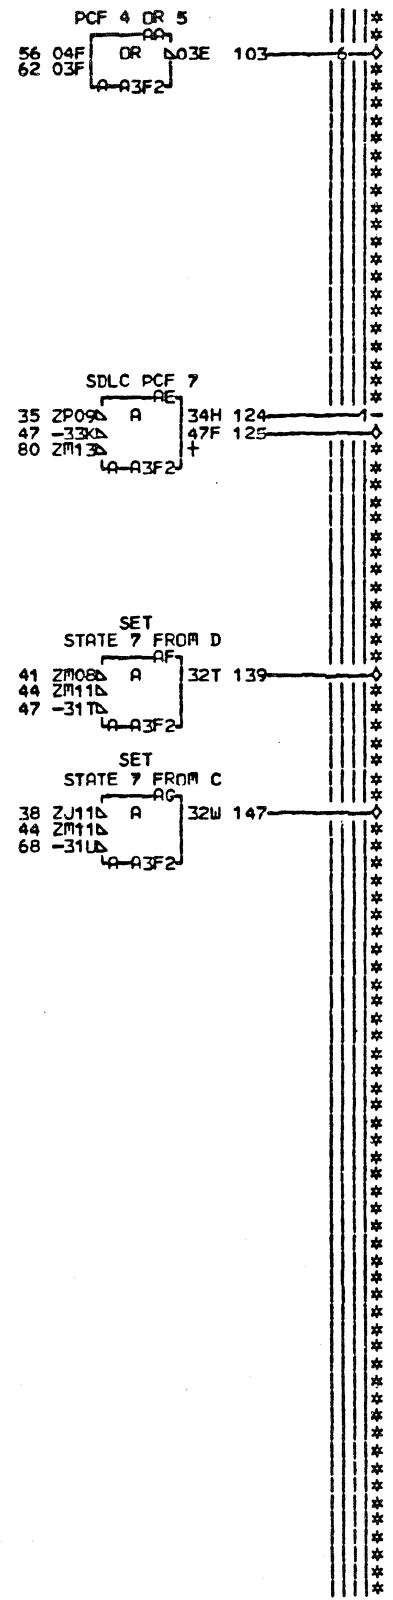 PCF 4 OR 5
AA
56 04F OR 03E 103 6
62 03F
A-A3F2
SDLC PCF 7
AE
35 ZP09 A 34H 124 1
47 -33K 47F 125
80 ZM13 +
A-A3F2
SET
STATE 7 FROM D
AF
41 ZM08 A 32T 139
44 ZM11
47 -31T
A-A3F2
SET
STATE 7 FROM C
AG
38 ZJ11 A 32W 147
44 ZM11
68 -31U
A-A3F2